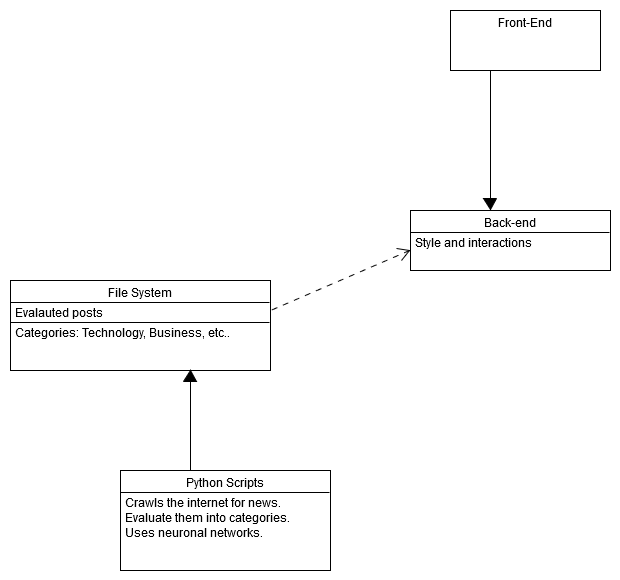 Front-End
Back-end
Style and interactions
File System
Evalauted posts
Categories: Technology, Business, etc..
Python Scripts
Crawls the internet for news.
Evaluate them into categories.
Uses neuronal networks.